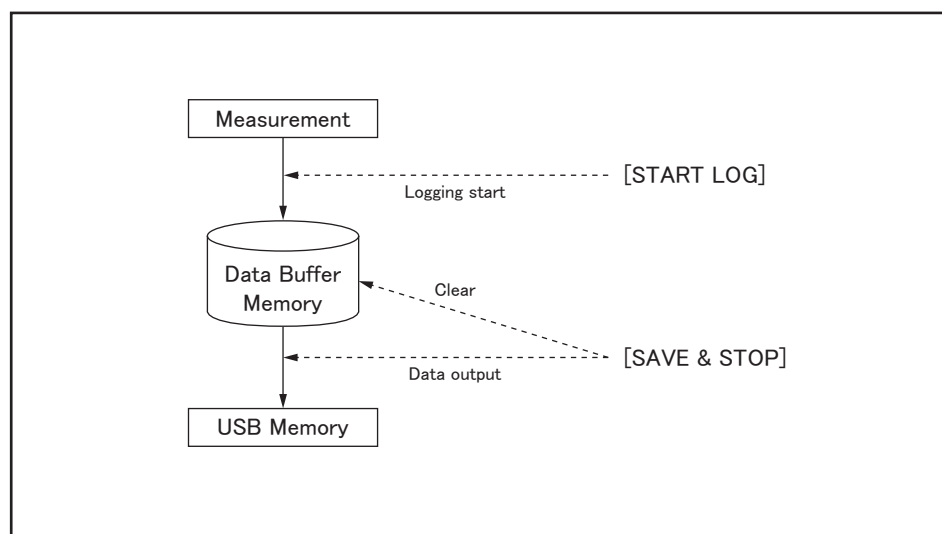 Measurement
[START LOG]
Logging start
Data Buffer
Memory
Clear
[SAVE & STOP]
Data output
USB Memory